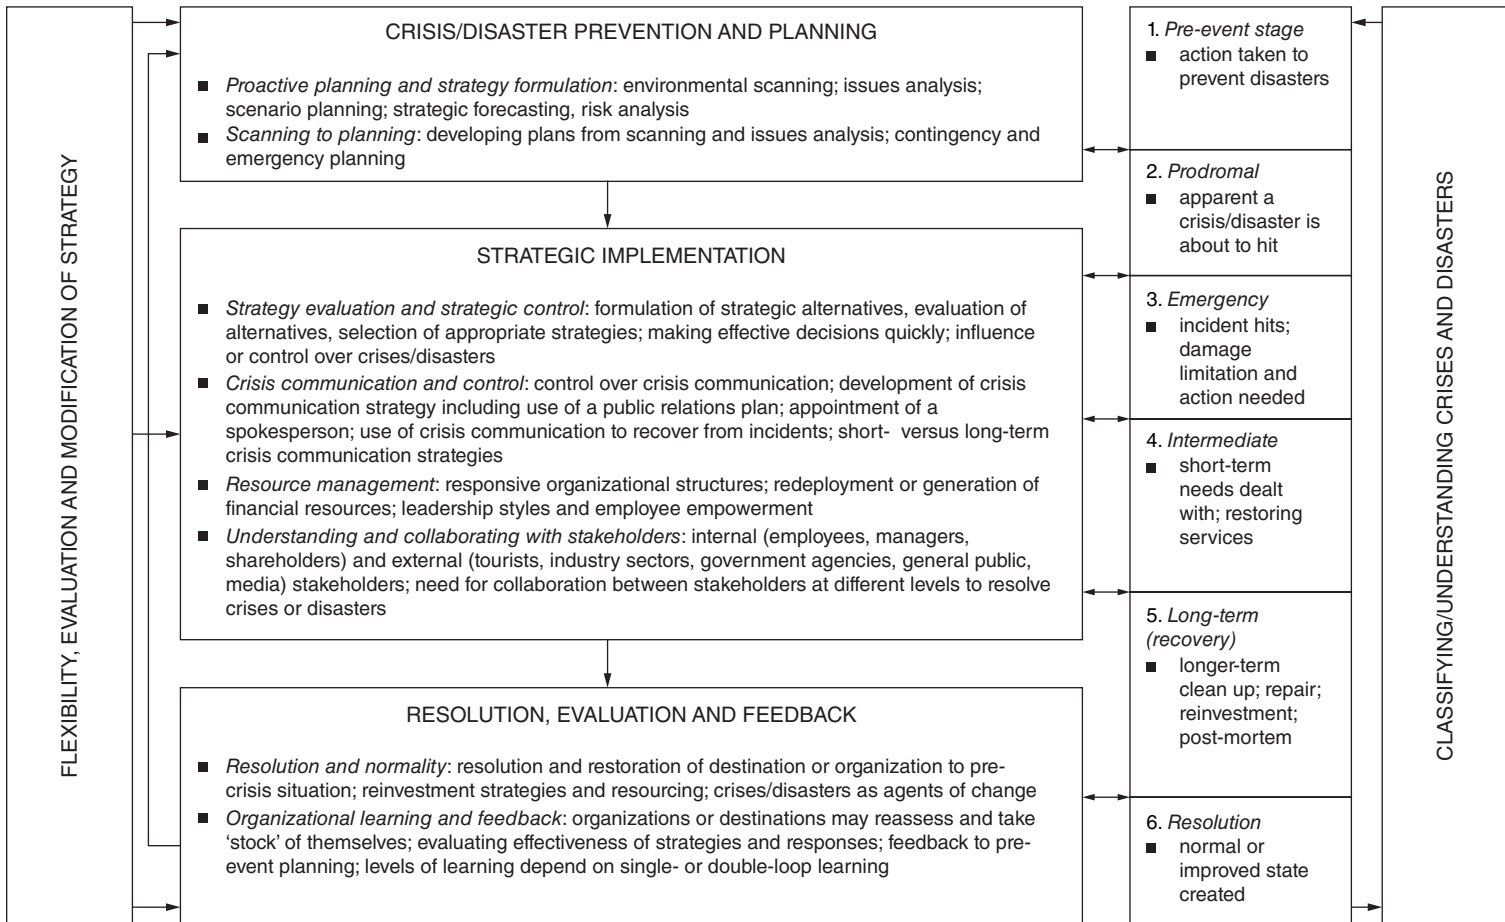 FLEXIBILITY, EVALUATION AND MODIFICATION OF STRATEGY
CRISIS/DISASTER PREVENTION AND PLANNING
■ Proactive planning and strategy formulation: environmental scanning; issues analysis;
scenario planning; strategic forecasting, risk analysis
■ Scanning to planning: developing plans from scanning and issues analysis; contingency and
emergency planning
STRATEGIC IMPLEMENTATION
■ Strategy evaluation and strategic control: formulation of strategic alternatives, evaluation of
alternatives, selection of appropriate strategies; making effective decisions quickly; influence
or control over crises/disasters
■ Crisis communication and control: control over crisis communication; development of crisis
communication strategy including use of a public relations plan; appointment of a
spokesperson; use of crisis communication to recover from incidents; short- versus long-term
crisis communication strategies
■ Resource management: responsive organizational structures; redeployment or generation of
financial resources; leadership styles and employee empowerment
■ Understanding and collaborating with stakeholders: internal (employees, managers,
shareholders) and external (tourists, industry sectors, government agencies, general public,
media) stakeholders; need for collaboration between stakeholders at different levels to resolve
crises or disasters
RESOLUTION, EVALUATION AND FEEDBACK
■ Resolution and normality: resolution and restoration of destination or organization to pre-
crisis situation; reinvestment strategies and resourcing; crises/disasters as agents of change
■ Organizational learning and feedback: organizations or destinations may reassess and take
‘stock’ of themselves; evaluating effectiveness of strategies and responses; feedback to pre-
event planning; levels of learning depend on single- or double-loop learning
1. Pre-event stage
■ action taken to
prevent disasters
2. Prodromal
■ apparent a
crisis/disaster is
about to hit
3. Emergency
■ incident hits;
damage
limitation and
action needed
4. Intermediate
■ short-term
needs dealt
with; restoring
services
5. Long-term
(recovery)
■ longer-term
clean up; repair;
reinvestment;
post-mortem
6. Resolution
■ normal or
improved state
created
CLASSIFYING/UNDERSTANDING CRISES AND DISASTERS